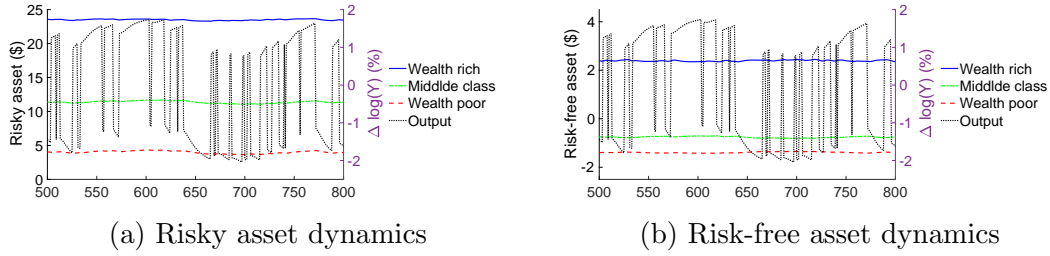 Risky asset ($)
25
20
15
10
5
0
500 550 600 650 700 750 800
2
1
0
-1
-2
Δ log(Y) (%)
Wealth rich
Middlde class
Wealth poor
Output
(a) Risky asset dynamics
Risk-free asset ($)
4
2
0
-2
500 550 600 650 700 750 800
2
1
0
-1
-2
Δ log(Y) (%)
Wealth rich
Middlde class
Wealth poor
Output
(b) Risk-free asset dynamics